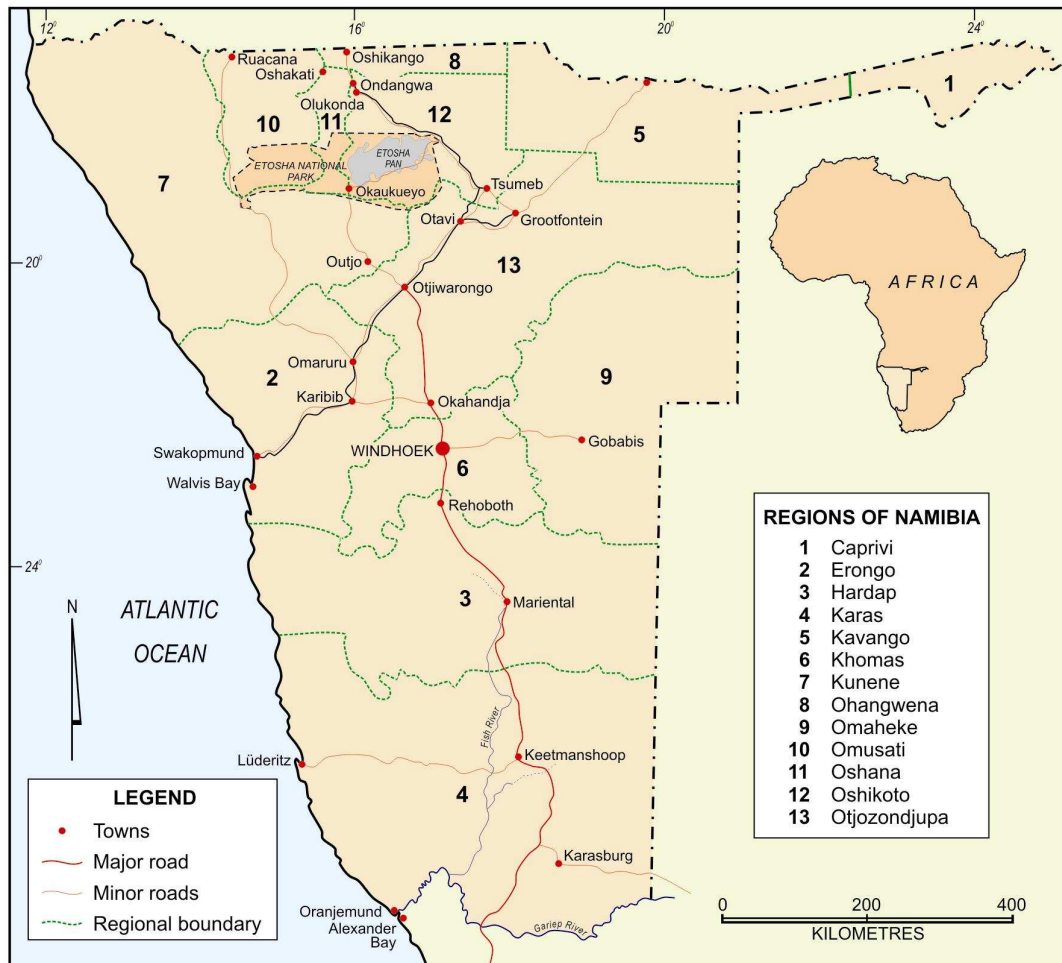 12°
16°
20°
24°
Ruacana
Oshikango
8
Oshakati
Ondangwa
1
Olukonda
12
10
11
5
ETOSHA
PAN
ETOSHA NATIONAL
PARK
7
Okaukueyo
Tsumeb
Otavi
Grootfontein
20°
Outjo
13
Otjiwarongo
AFRICA
Omaruru
2
9
Karibib
Okahandja
Swakopmund
WINDHOEK
Gobabis
6
Walvis Bay
Rehoboth
24°
3
Mariental
N
ATLANTIC
OCEAN
Fish River
Lüderitz
Keetmanshoop
4
Karasburg
Oranjemund
Alexander
Bay
Gariep River
REGIONS OF NAMIBIA
1 Caprivi
2 Erongo
3 Hardap
4 Karas
5 Kavango
6 Khomas
7 Kunene
8 Ohangwena
9 Omaheke
10 Omusati
11 Oshana
12 Oshikoto
13 Otjozondjupa
LEGEND
Towns
Major road
Minor roads
Regional boundary
0 200 400
KILOMETRES